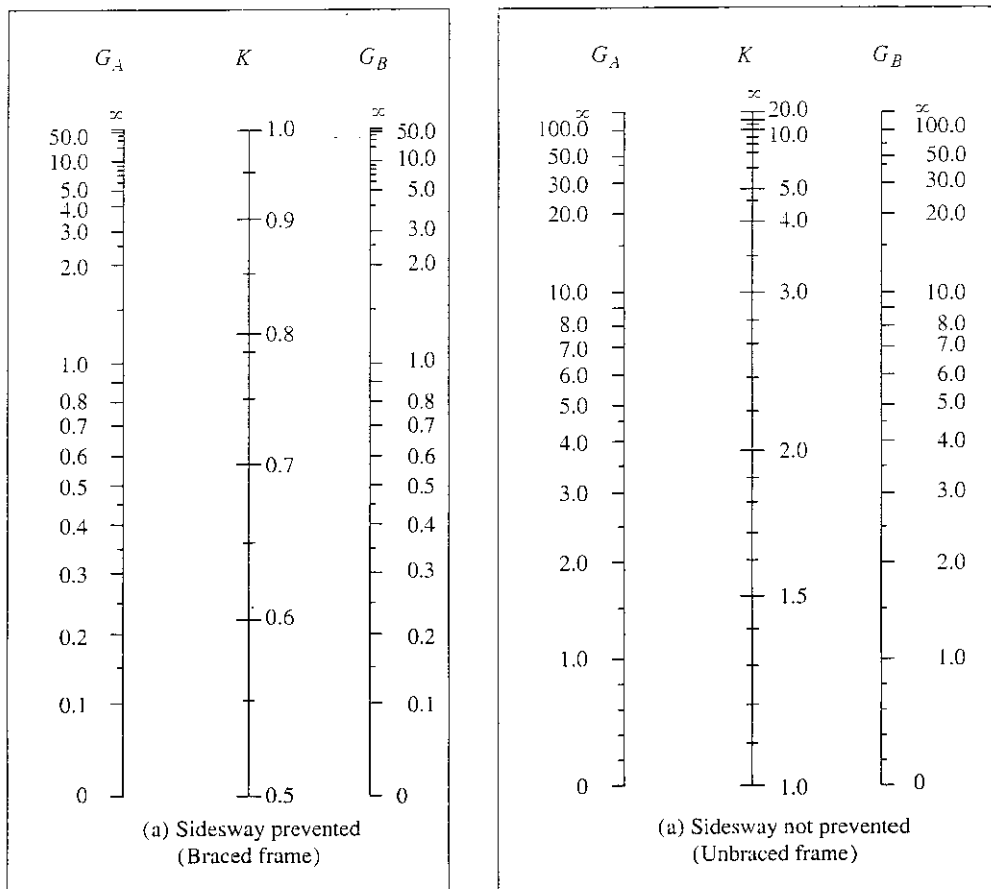 G_A K G_B
∞ ∞
50.0 1.0 50.0
10.0 10.0
5.0 5.0
4.0 0.9
3.0 3.0
2.0 2.0
0.8
1.0 1.0
0.8 0.8
0.7 0.7
0.6 0.7 0.6
0.5 0.5
0.4 0.4
0.3 0.3
0.2 0.6 0.2
0.1 0.1
0 0.5 0
(a) Sidesway prevented
(Braced frame)
G_A K G_B
∞ ∞ ∞
20.0
100.0 10.0 100.0
50.0 50.0
30.0 5.0 30.0
20.0 4.0 20.0
10.0 3.0 10.0
8.0 8.0
7.0 7.0
6.0 6.0
5.0 5.0
4.0 2.0 4.0
3.0 3.0
2.0 2.0
1.5
1.0 1.0
0 1.0 0
(a) Sidesway not prevented
(Unbraced frame)